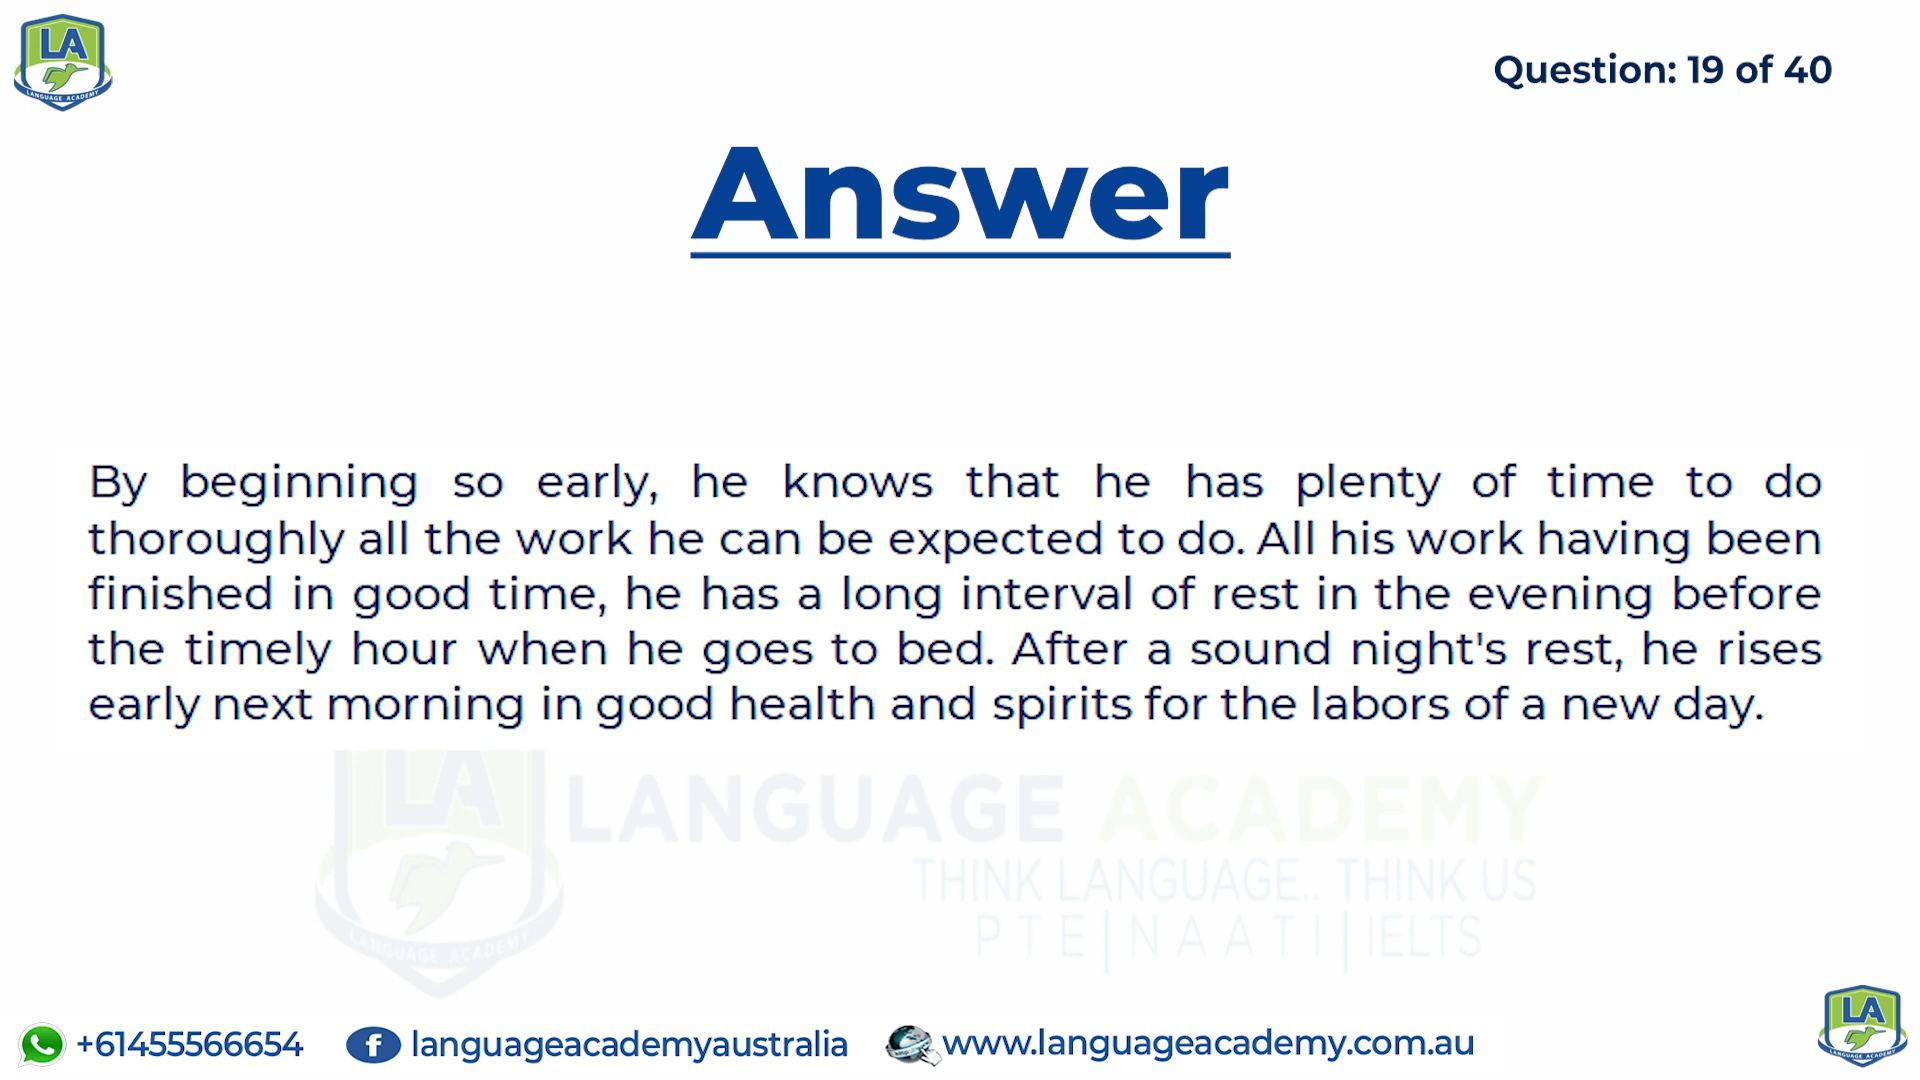 LA
LANGUAGE ACADEMY
Question: 19 of 40
Answer
By beginning so early, he knows that he has plenty of time to do
thoroughly all the work he can be expected to do. All his work having been
finished in good time, he has a long interval of rest in the evening before
the timely hour when he goes to bed. After a sound night's rest, he rises
early next morning in good health and spirits for the labors of a new day.
LA
LANGUAGE ACADEMY
LANGUAGE ACADEMY
THINK LANGUAGE.. THINK US
PTE|NAATI|IELTS
+61455566654
f languageacademyaustralia
www.languageacademy.com.au
LA
LANGUAGE ACADEMY